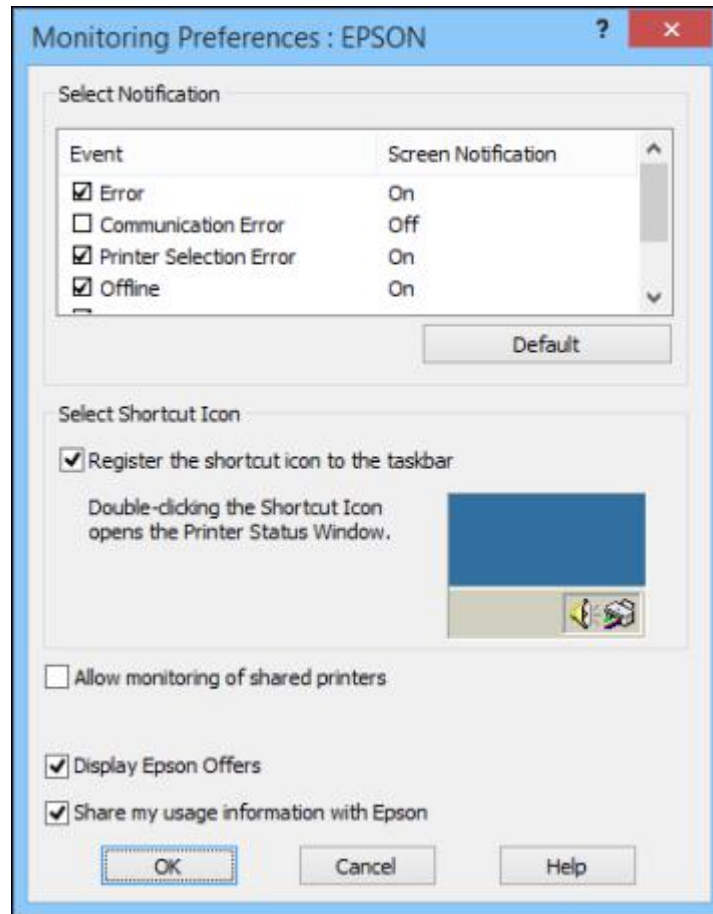 Monitoring Preferences : EPSON
?
Select Notification
Event Screen Notification
Error On
Communication Error Off
Printer Selection Error On
Offline On
Default
Select Shortcut Icon
Register the shortcut icon to the taskbar
Double-clicking the Shortcut Icon
opens the Printer Status Window.
Allow monitoring of shared printers
Display Epson Offers
Share my usage information with Epson
OK Cancel Help